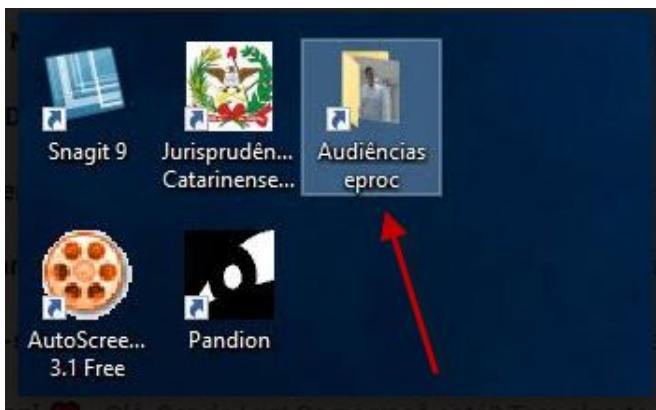 Snagit 9
Jurisprudên...
Catarinense...
Audiências
eproc
AutoScree...
3.1 Free
Pandion